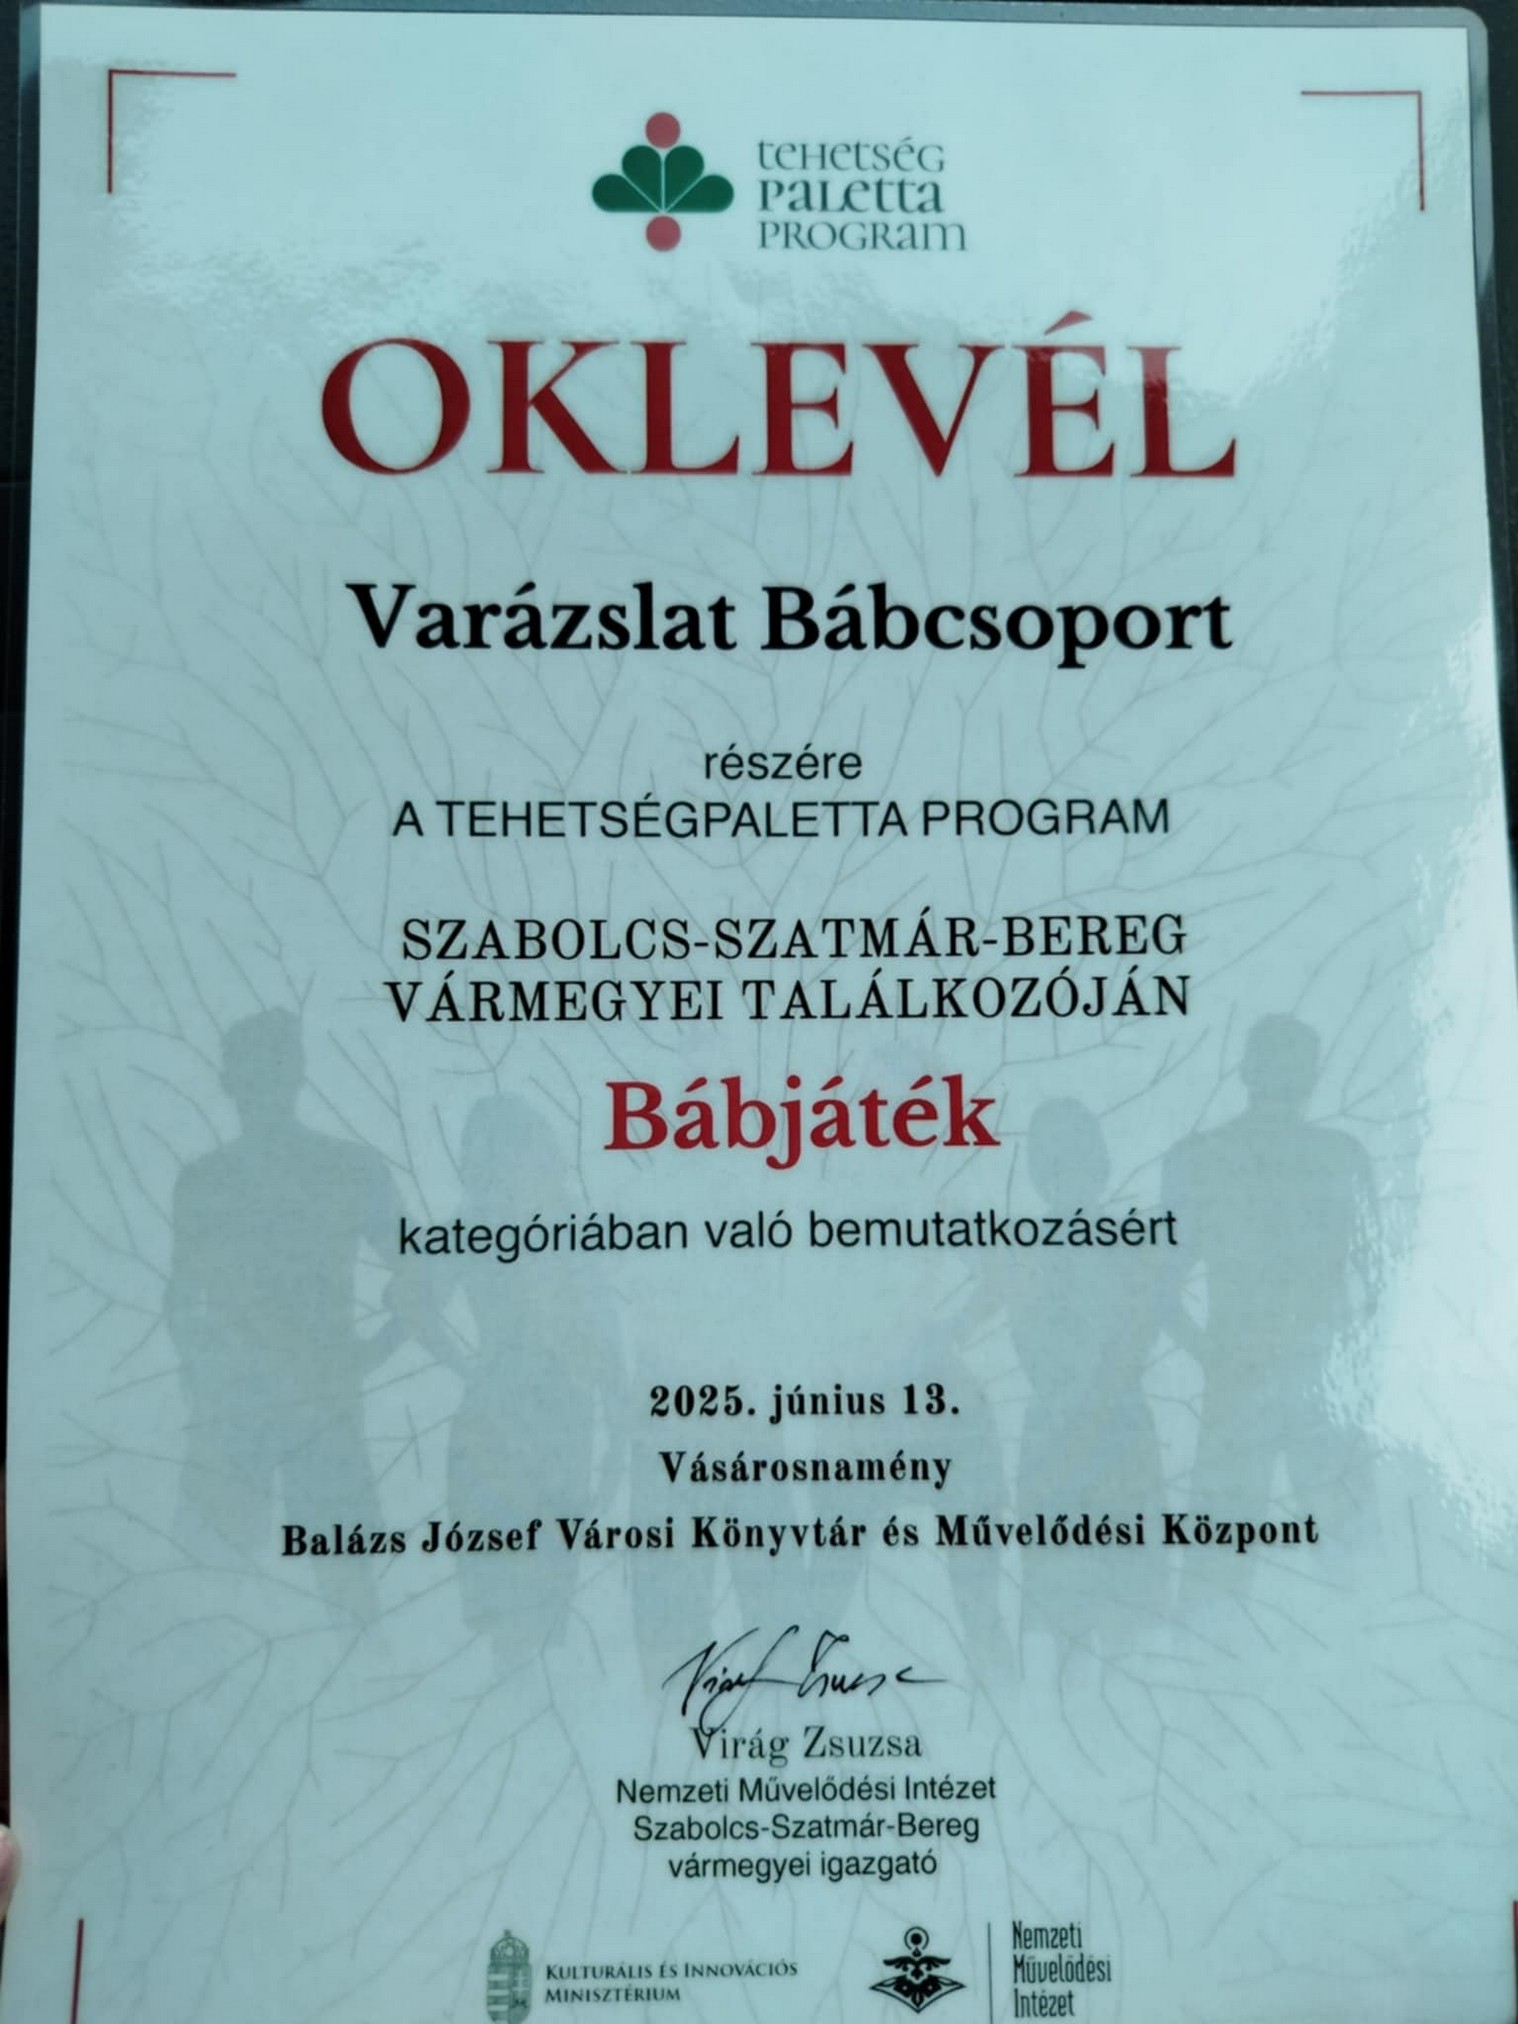 tehetség
paletta
program
OKLEVÉL
Varázslat Bábcsoport
részére
A TEHETSÉGPALETTA PROGRAM
SZABOLCS-SZATMÁR-BEREG
VÁRMEGYEI TALÁLKOZÓJÁN
Bábjáték
kategóriában való bemutatkozásért
2025. június 13.
Vásárosnamény
Balázs József Városi Könyvtár és Művelődési Központ
Virág Zsuzsa
Virág Zsuzsa
Nemzeti Művelődési Intézet
Szabolcs-Szatmár-Bereg
vármegyei igazgató
Kulturális és Innovációs
Minisztérium
Nemzeti
Művelődési
Intézet